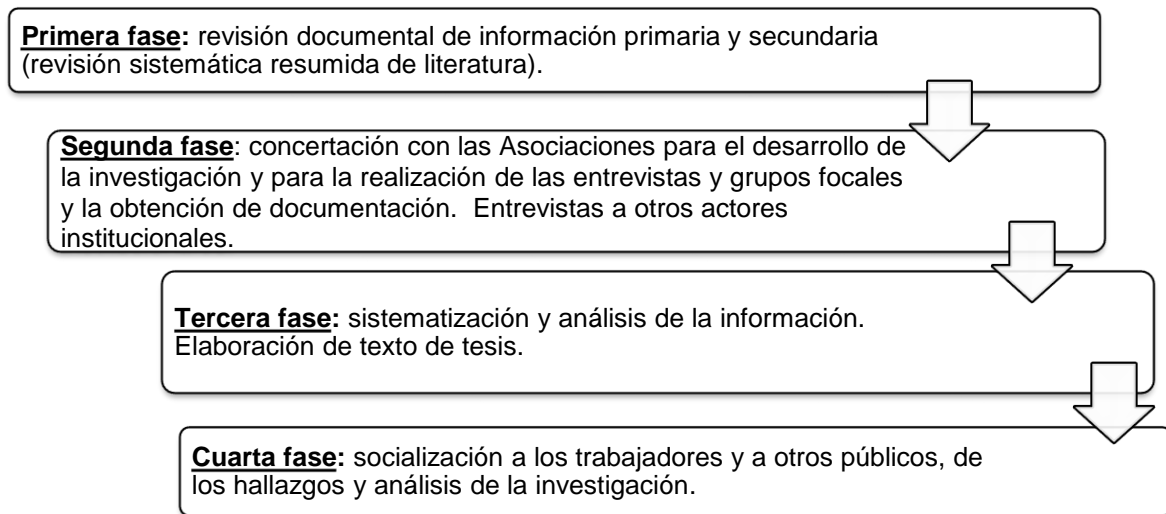 Primera fase: revisión documental de información primaria y secundaria
(revisión sistemática resumida de literatura).
Segunda fase: concertación con las Asociaciones para el desarrollo de
la investigación y para la realización de las entrevistas y grupos focales
y la obtención de documentación.  Entrevistas a otros actores
institucionales.
Tercera fase: sistematización y análisis de la información.
Elaboración de texto de tesis.
Cuarta fase: socialización a los trabajadores y a otros públicos, de
los hallazgos y análisis de la investigación.